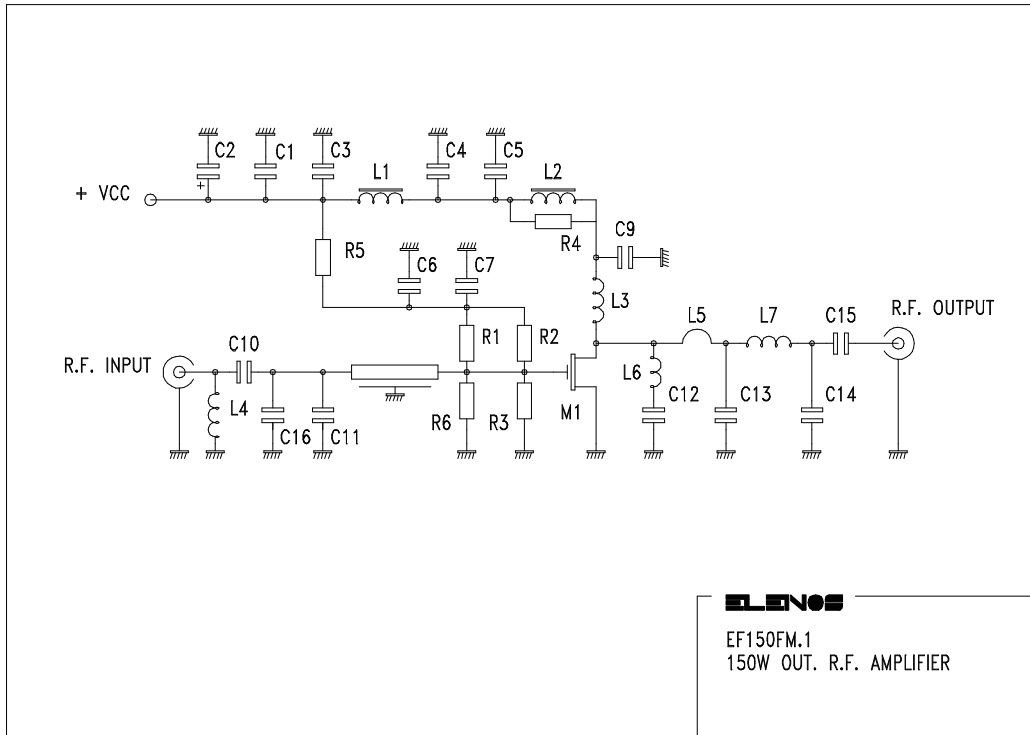 C2
C1
C3
C4
C5
L1
L2
+ VCC
+
R4
C9
R5
C6
C7
L3
R.F. OUTPUT
C15
L5
L7
R1
R2
C10
R.F. INPUT
L6
C12
C13
C14
L4
C16
C11
R6
R3
M1
ELENOS
EF150FM.1
150W OUT. R.F. AMPLIFIER